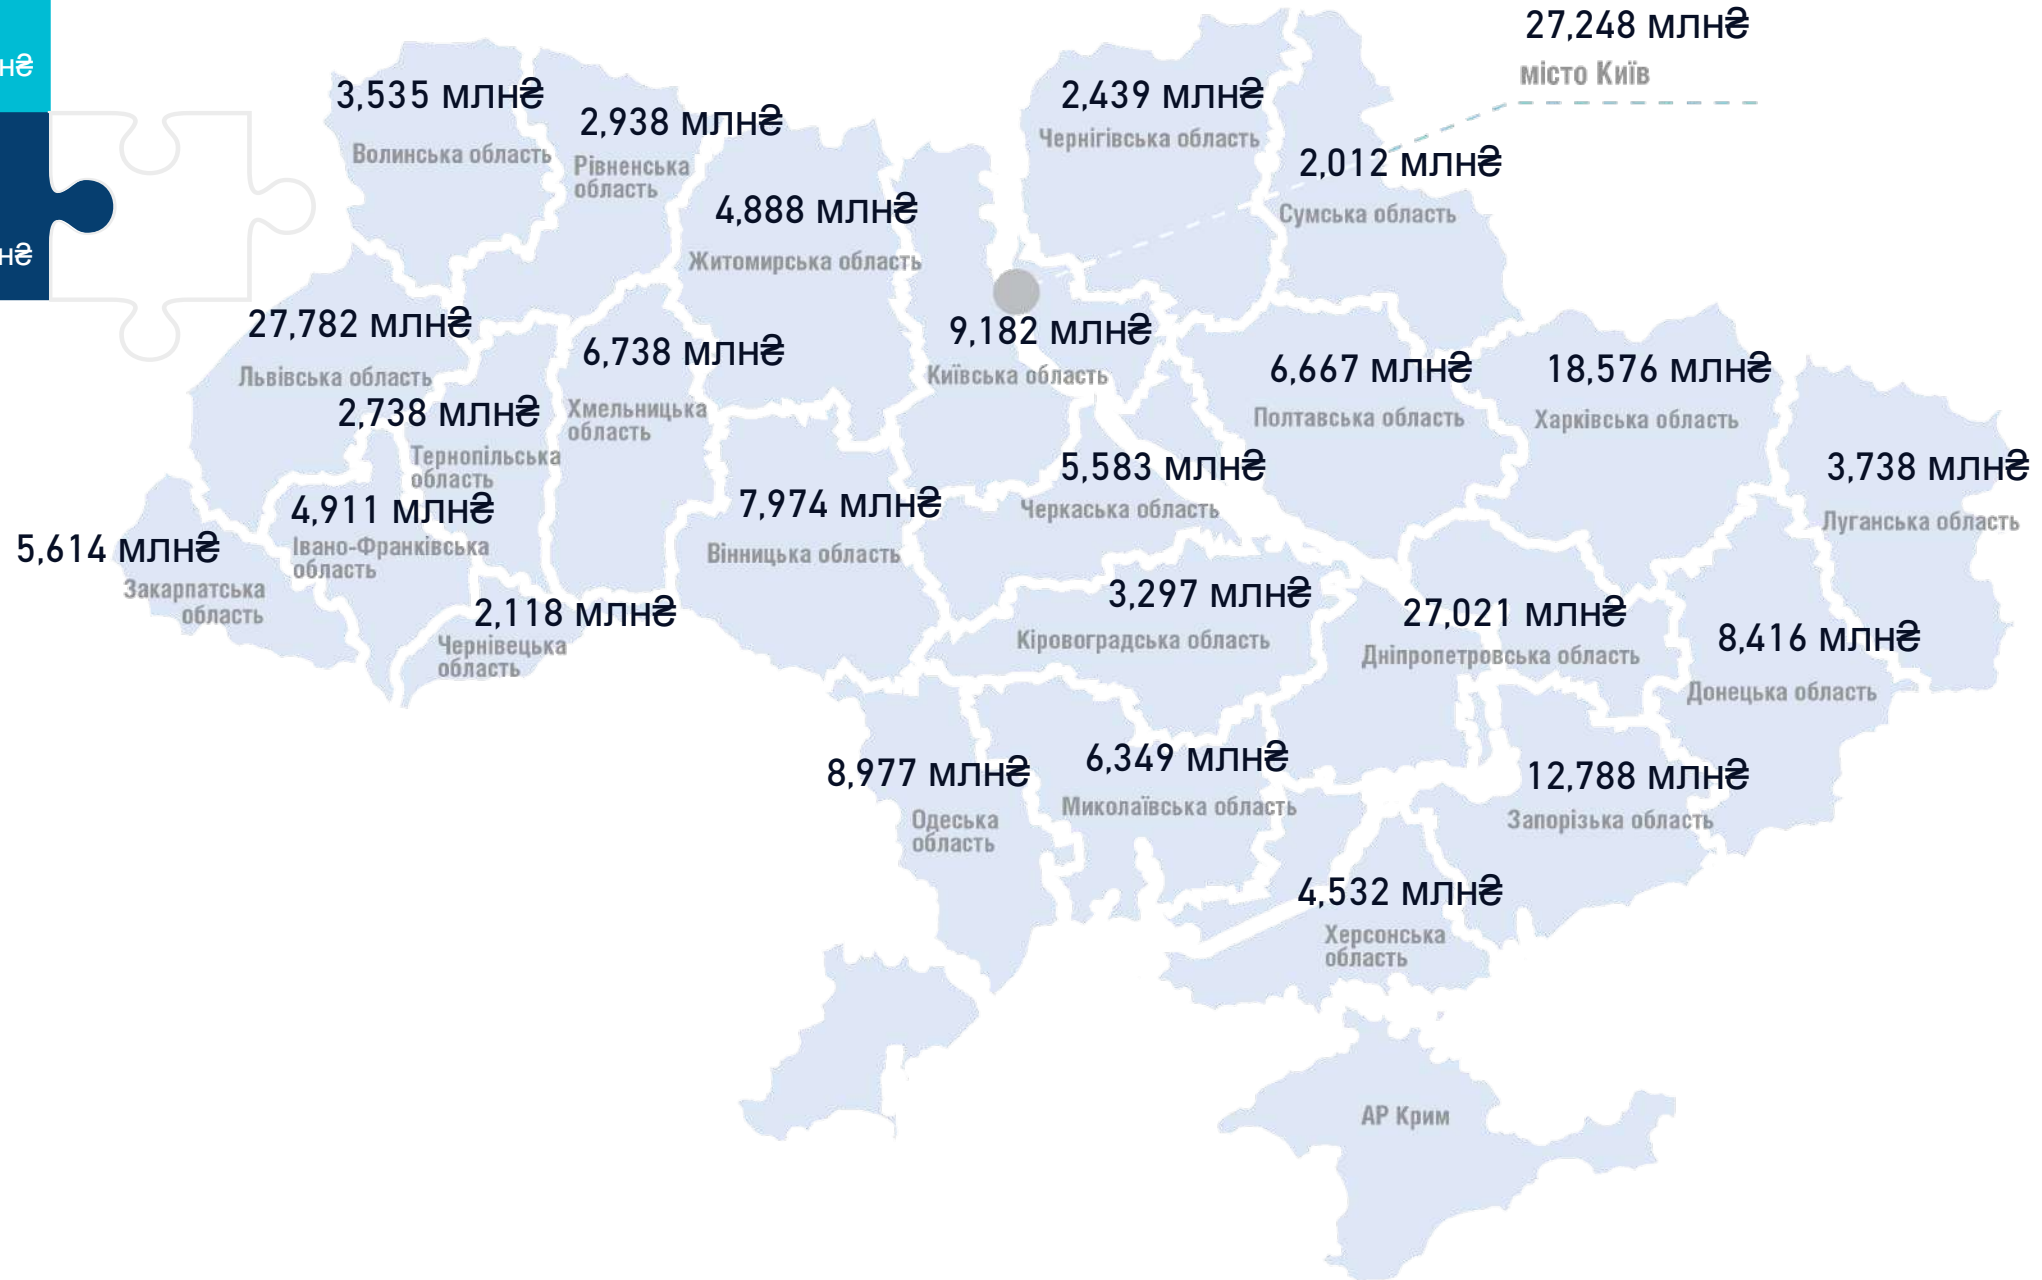 н₴
н₴
27,248 млн₴
місто Київ
3,535 млн₴
Волинська область
2,938 млн₴
Рівненська
область
2,439 млн₴
Чернігівська область
2,012 млн₴
Сумська область
4,888 млн₴
Житомирська область
27,782 млн₴
Львівська область
6,738 млн₴
Хмельницька
область
9,182 млн₴
Київська область
6,667 млн₴
Полтавська область
18,576 млн₴
Харківська область
2,738 млн₴
Тернопільська
область
5,583 млн₴
Черкаська область
3,738 млн₴
Луганська область
4,911 млн₴
Івано-Франківська
область
7,974 млн₴
Вінницька область
5,614 млн₴
Закарпатська
область
2,118 млн₴
Чернівецька
область
3,297 млн₴
Кіровоградська область
27,021 млн₴
Дніпропетровська область
8,416 млн₴
Донецька область
8,977 млн₴
Одеська
область
6,349 млн₴
Миколаївська область
12,788 млн₴
Запорізька область
4,532 млн₴
Херсонська
область
АР Крим